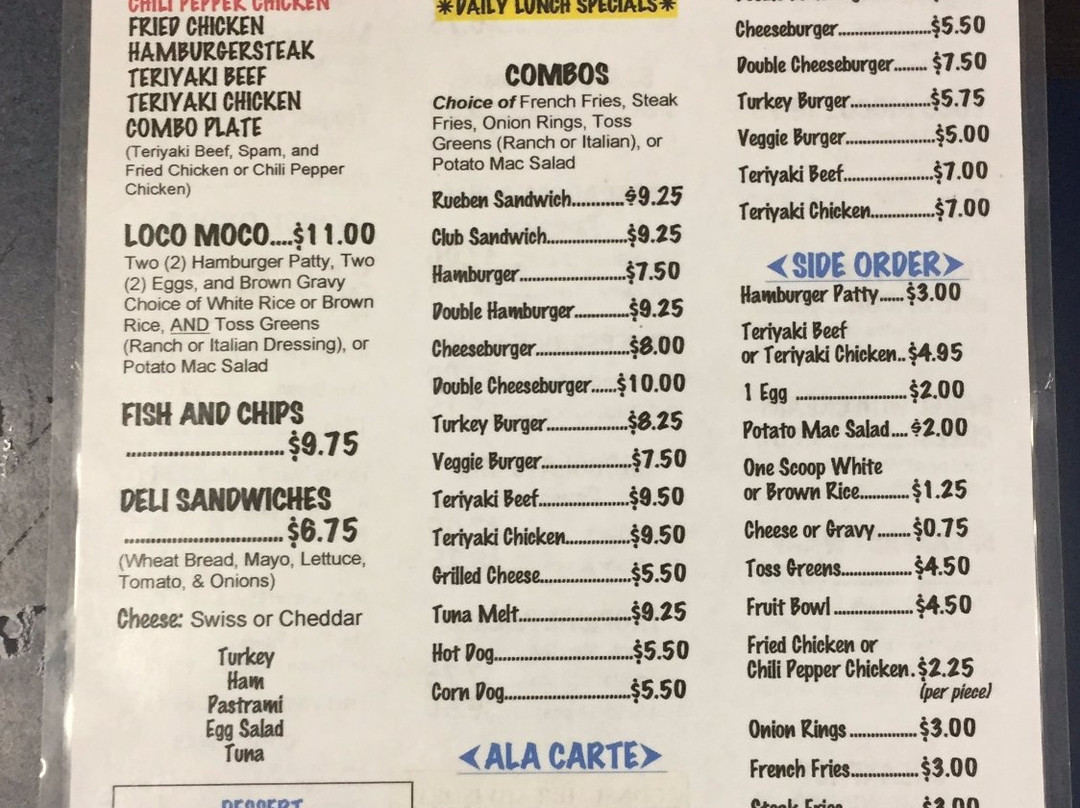 CHILI PEPPER CHICKEN
FRIED CHICKEN
HAMBURGERSTEAK
TERIYAKI BEEF
TERIYAKI CHICKEN
COMBO PLATE
(Teriyaki Beef, Spam, and
Fried Chicken or Chili Pepper
Chicken)
LOCO MOCO....$11.00
Two (2) Hamburger Patty, Two
(2) Eggs, and Brown Gravy
Choice of White Rice or Brown
Rice, AND Toss Greens
(Ranch or Italian Dressing), or
Potato Mac Salad
FISH AND CHIPS
..............................$9.75
DELI SANDWICHES
..............................$6.75
(Wheat Bread, Mayo, Lettuce,
Tomato, & Onions)
Cheese: Swiss or Cheddar
Turkey
Ham
Pastrami
Egg Salad
Tuna
DESSERT
*DAILY LUNCH SPECIALS*
COMBOS
Choice of French Fries, Steak
Fries, Onion Rings, Toss
Greens (Ranch or Italian), or
Potato Mac Salad
Rueben Sandwich............$9.25
Club Sandwich..................$9.25
Hamburger........................$7.50
Double Hamburger............$9.25
Cheeseburger.....................$8.00
Double Cheeseburger......$10.00
Turkey Burger..................$8.25
Veggie Burger....................$7.50
Teriyaki Beef....................$9.50
Teriyaki Chicken..............$9.50
Grilled Cheese....................$5.50
Tuna Melt.........................$9.25
Hot Dog..............................$5.50
Corn Dog............................$5.50
<ALA CARTE>
Cheeseburger.....................$5.50
Double Cheeseburger........$7.50
Turkey Burger..................$5.75
Veggie Burger....................$5.00
Teriyaki Beef....................$7.00
Teriyaki Chicken..............$7.00
<SIDE ORDER>
Hamburger Patty......$3.00
Teriyaki Beef
or Teriyaki Chicken..$4.95
1 Egg ........................$2.00
Potato Mac Salad....$2.00
One Scoop White
or Brown Rice...........$1.25
Cheese or Gravy........$0.75
Toss Greens................$4.50
Fruit Bowl..................$4.50
Fried Chicken or
Chili Pepper Chicken.$2.25
(per piece)
Onion Rings...............$3.00
French Fries...............$3.00
Steak Fries $3.00